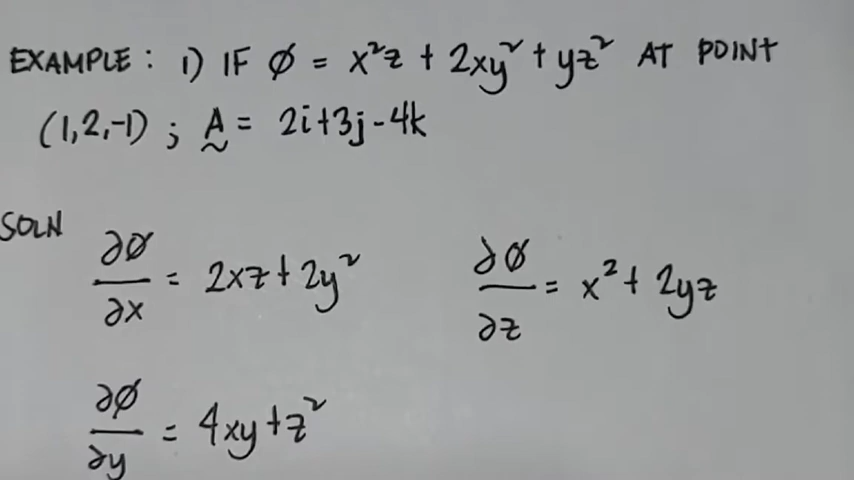 EXAMPLE: 1) IF Ø = x²z + 2xy² + yz² AT POINT
(1,2,-1) ; A̰ = 2i+3j-4k
SOLN
∂Ø/∂x = 2xz + 2y²
∂Ø/∂z = x² + 2yz
∂Ø/∂y = 4xy + z²